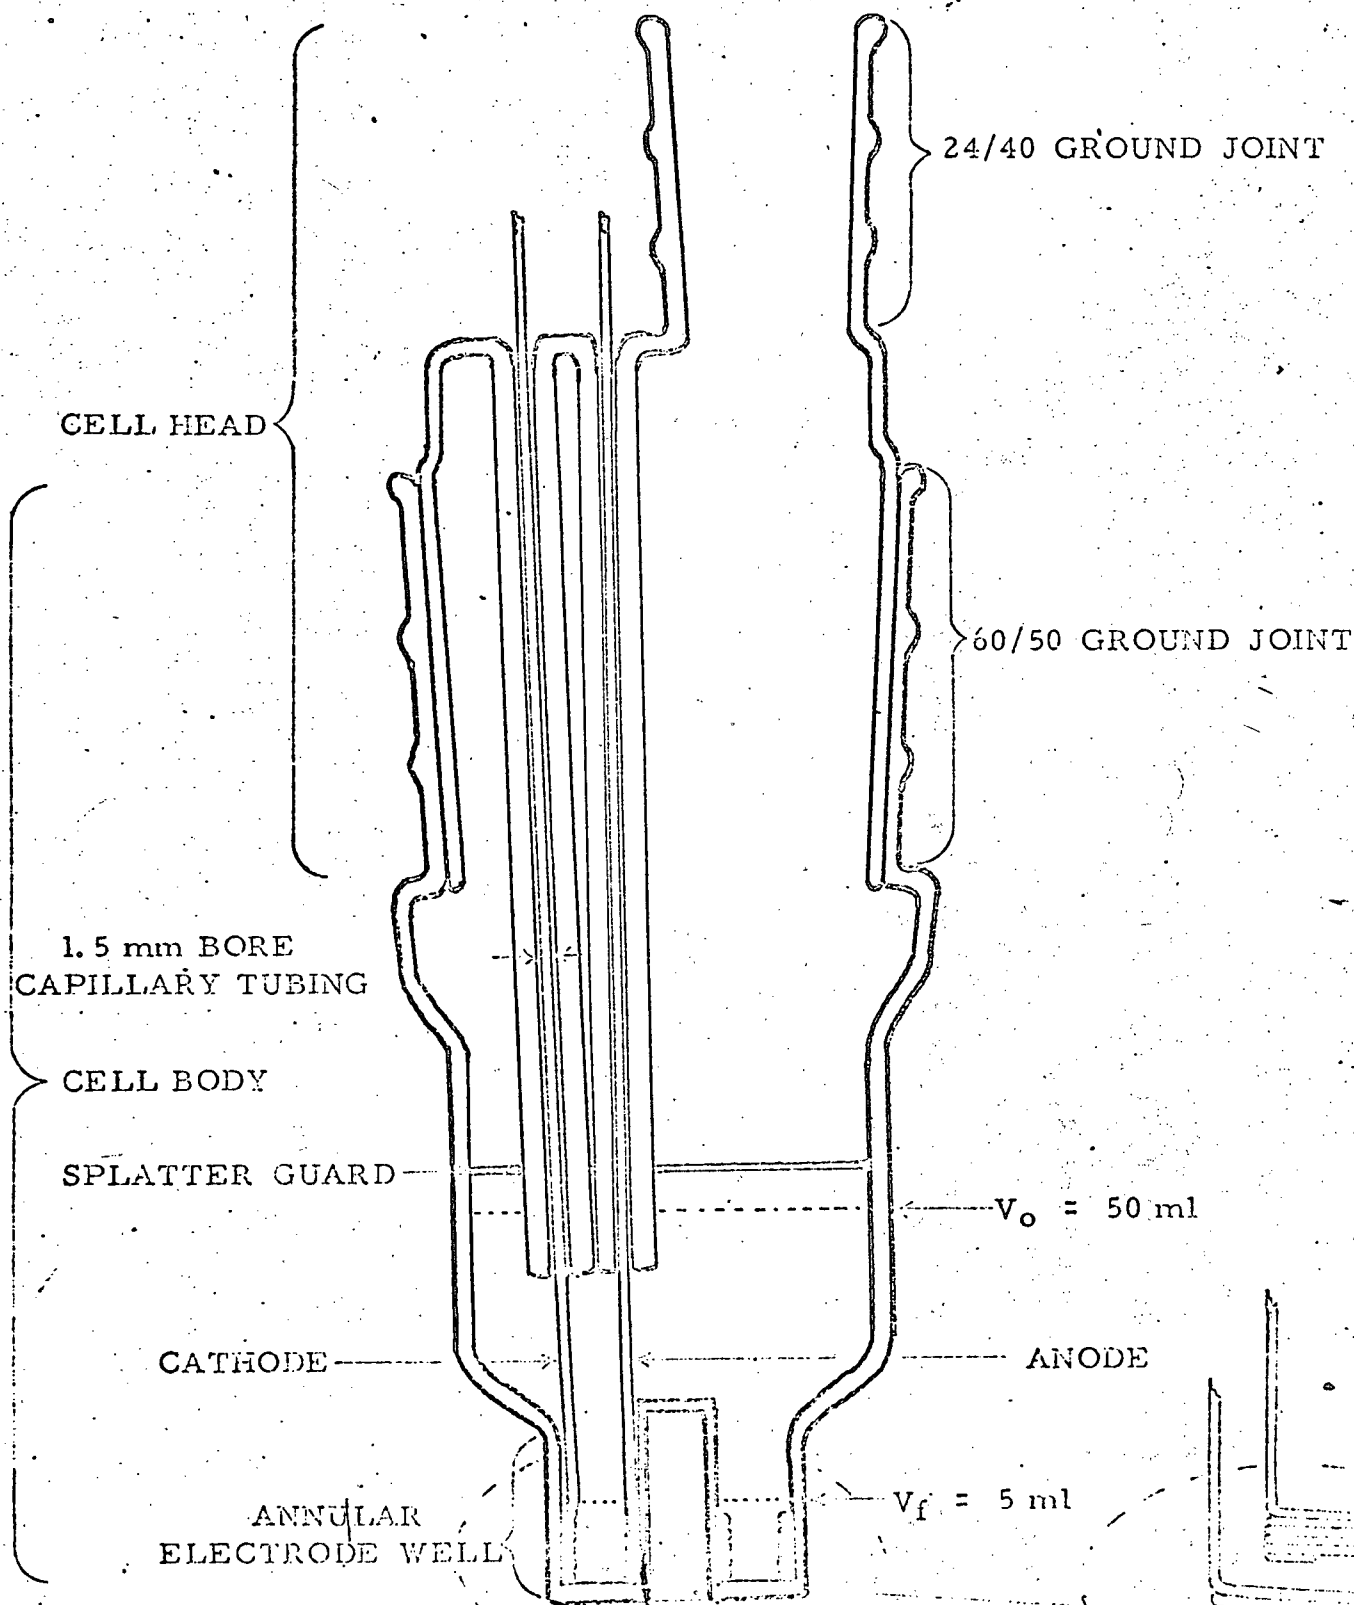 24/40 GROUND JOINT
CELL HEAD
60/50 GROUND JOINT
1.5 mm BORE
CAPILLARY TUBING
CELL BODY
SPLATTER GUARD
Vo = 50 ml
CATHODE
ANODE
Vf = 5 ml
ANNULAR
ELECTRODE WELL